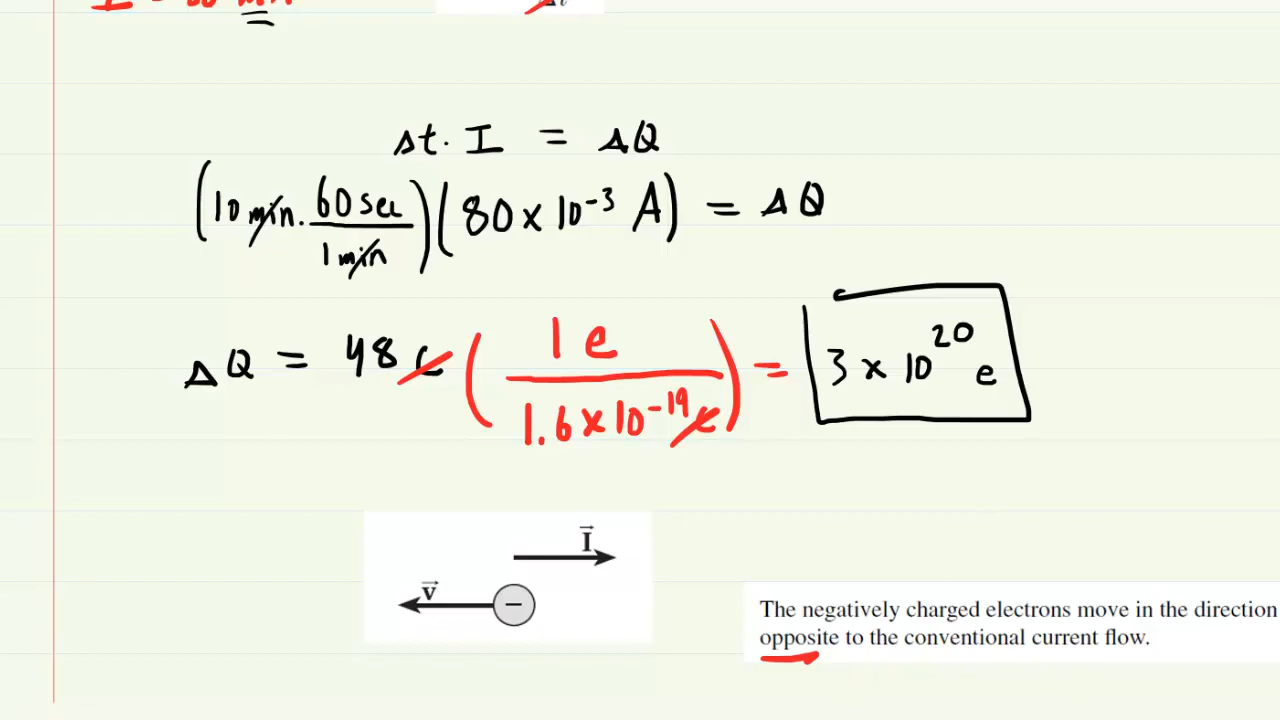 Δt · I = ΔQ
(10 min · 60 sec / 1 min)(80 x 10⁻³ A) = ΔQ
ΔQ = 48 C (1 e / 1.6 x 10⁻¹⁹ C) = 3 x 10²⁰ e
I
v
−
The negatively charged electrons move in the direction
opposite to the conventional current flow.